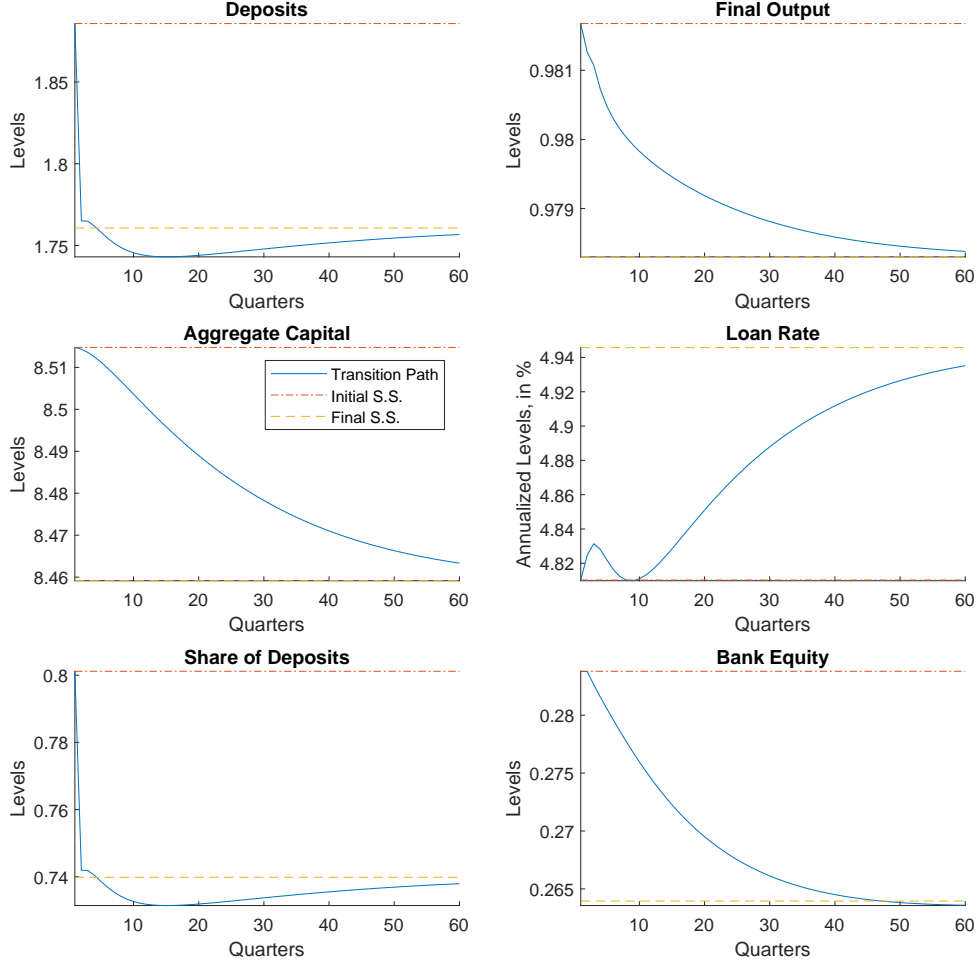 Deposits
Levels
1.85
1.8
1.75
10 20 30 40 50 60
Quarters
Final Output
Levels
0.981
0.98
0.979
10 20 30 40 50 60
Quarters
Aggregate Capital
Levels
8.51
8.5
8.49
8.48
8.47
8.46
Transition Path
Initial S.S.
Final S.S.
10 20 30 40 50 60
Quarters
Loan Rate
Annualized Levels, in %
4.94
4.92
4.9
4.88
4.86
4.84
4.82
10 20 30 40 50 60
Quarters
Share of Deposits
Levels
0.8
0.78
0.76
0.74
10 20 30 40 50 60
Quarters
Bank Equity
Levels
0.28
0.275
0.27
0.265
10 20 30 40 50 60
Quarters